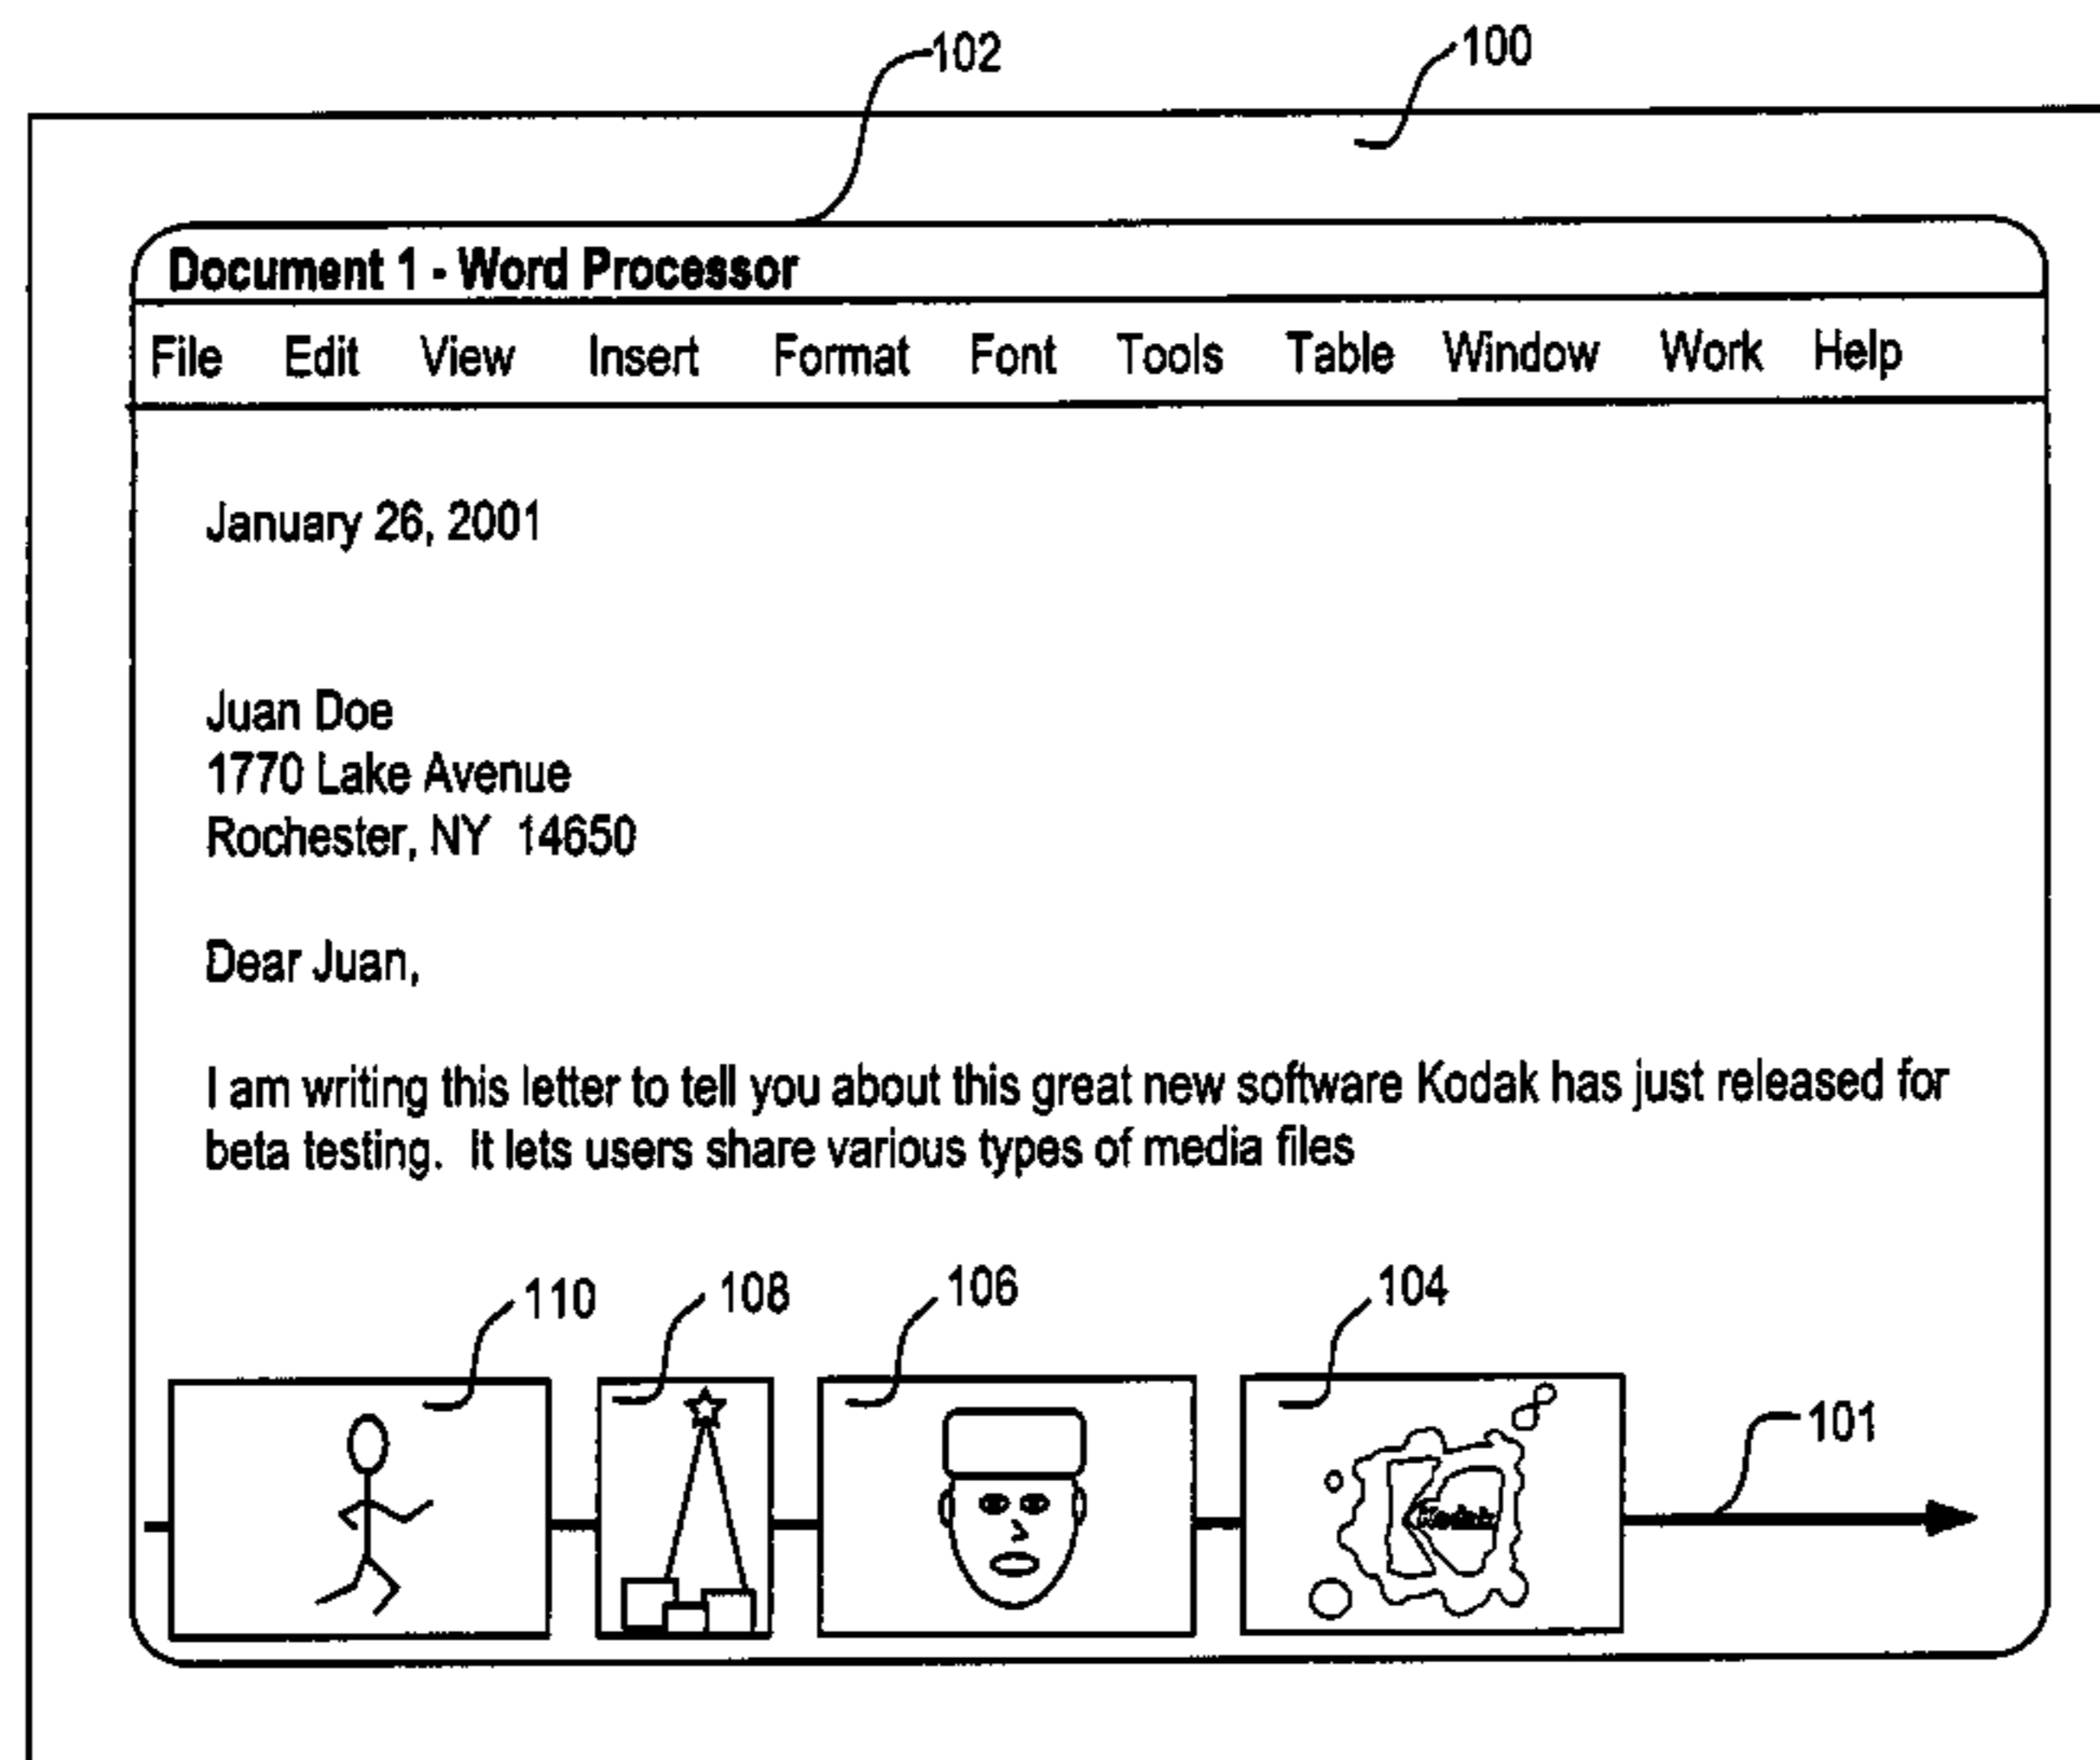 102
100
Document 1 - Word Processor
File Edit View Insert Format Font Tools Table Window Work Help
January 26, 2001
Juan Doe
1770 Lake Avenue
Rochester, NY 14650
Dear Juan,
I am writing this letter to tell you about this great new software Kodak has just released for
beta testing. It lets users share various types of media files
110 108 106 104
101
Kodak